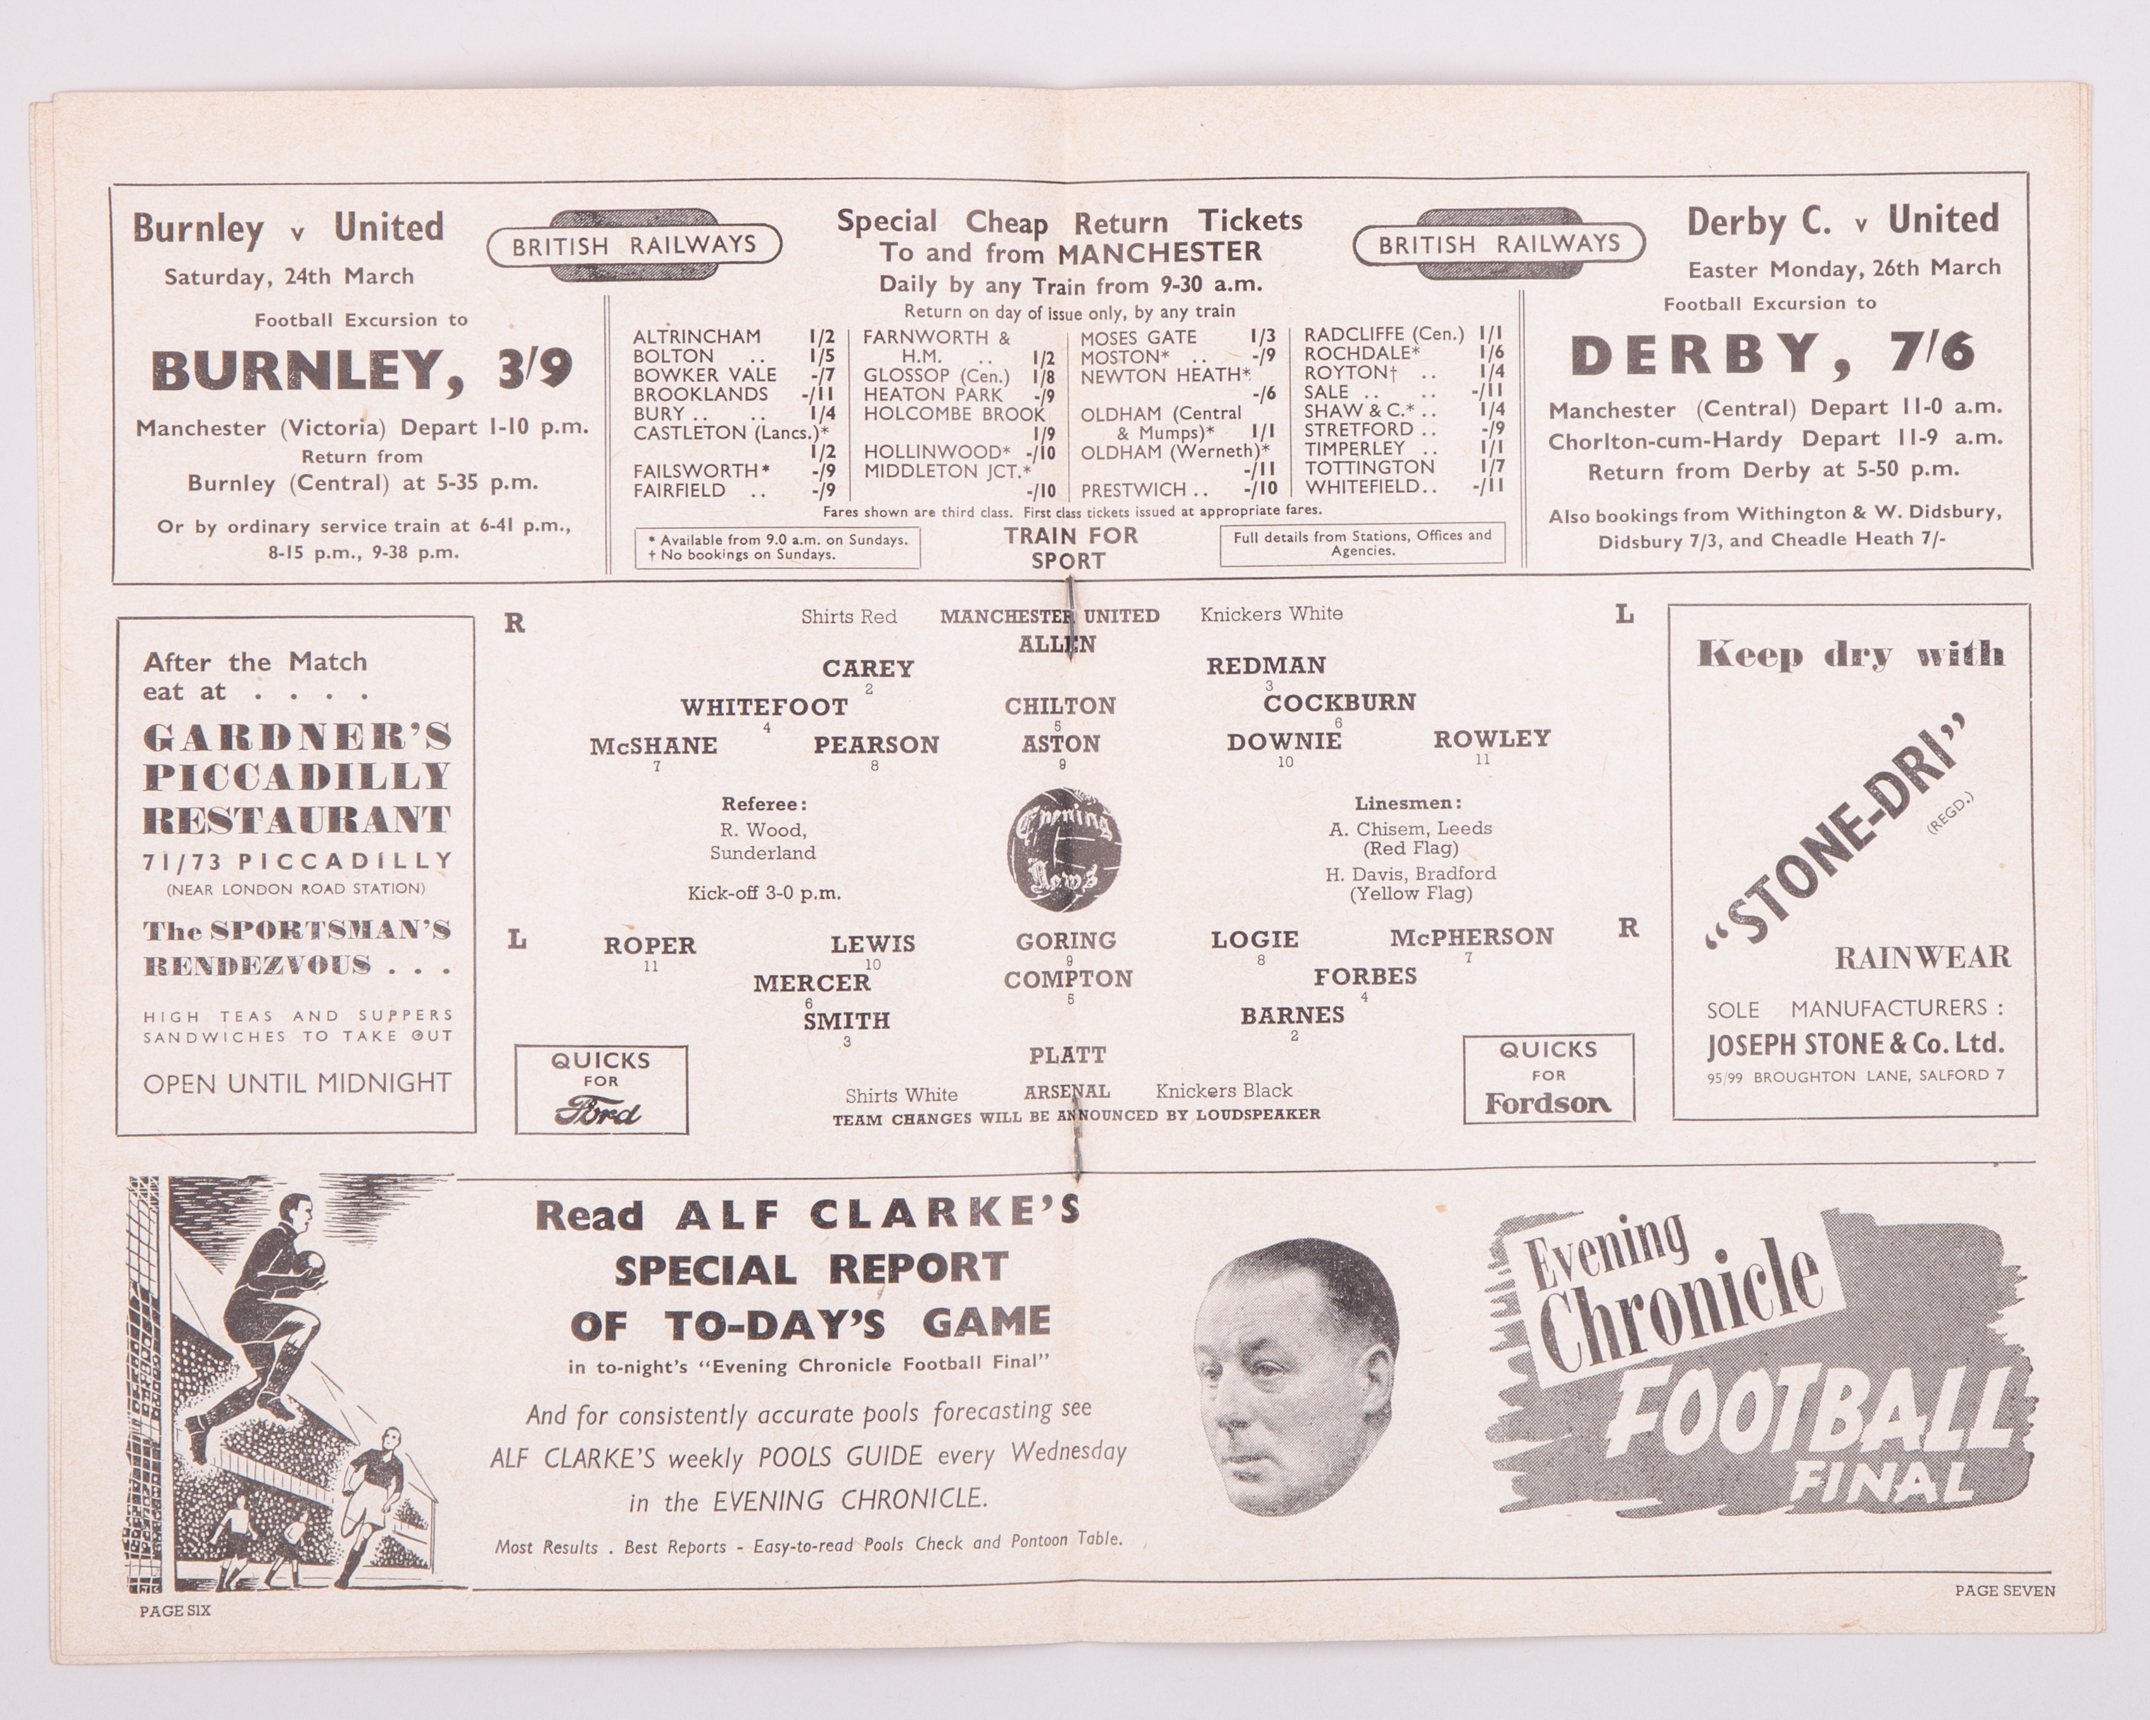 Burnley v United
Saturday, 24th March
Football Excursion to
BURNLEY, 3/9
Manchester (Victoria) Depart 1-10 p.m.
Return from
Burnley (Central) at 5-35 p.m.
Or by ordinary service train at 6-41 p.m.,
8-15 p.m., 9-38 p.m.
BRITISH RAILWAYS
Special Cheap Return Tickets
To and from MANCHESTER
Daily by any Train from 9-30 a.m.
Return on day of issue only, by any train
BRITISH RAILWAYS
ALTRINCHAM 1/2
BOLTON .. 1/5
BOWKER VALE -/7
BROOKLANDS -/11
BURY .. .. 1/4
CASTLETON (Lancs.)*
1/2
FAILSWORTH* -/9
FAIRFIELD .. -/9
FARNWORTH &
H.M. .. 1/2
GLOSSOP (Cen.) 1/8
HEATON PARK -/9
HOLCOMBE BROOK
1/9
HOLLINWOOD* -/10
MIDDLETON JCT.*
-/10
MOSES GATE 1/3
MOSTON* .. -/9
NEWTON HEATH*
-/6
OLDHAM (Central
& Mumps)* 1/1
OLDHAM (Werneth)*
-/11
PRESTWICH .. -/10
RADCLIFFE (Cen.) 1/1
ROCHDALE* 1/6
ROYTON† .. 1/4
SALE .. .. -/11
SHAW & C.* .. 1/4
STRETFORD .. -/9
TIMPERLEY .. 1/1
TOTTINGTON 1/7
WHITEFIELD .. -/11
Fares shown are third class. First class tickets issued at appropriate fares.
* Available from 9.0 a.m. on Sundays.
† No bookings on Sundays.
TRAIN FOR
SPORT
Full details from Stations, Offices and
Agencies.
Derby C. v United
Easter Monday, 26th March
Football Excursion to
DERBY, 7/6
Manchester (Central) Depart 11-0 a.m.
Chorlton-cum-Hardy Depart 11-9 a.m.
Return from Derby at 5-50 p.m.
Also bookings from Withington & W. Didsbury,
Didsbury 7/3, and Cheadle Heath 7/-
After the Match
eat at . . . .
GARDNER'S
PICCADILLY
RESTAURANT
71/73 PICCADILLY
(NEAR LONDON ROAD STATION)
The SPORTSMAN'S
RENDEZVOUS . . .
HIGH TEAS AND SUPPERS
SANDWICHES TO TAKE OUT
OPEN UNTIL MIDNIGHT
R Shirts Red MANCHESTER UNITED Knickers White L
ALLEN
CAREY REDMAN
2 3
WHITEFOOT CHILTON COCKBURN
4 5 6
McSHANE PEARSON ASTON DOWNIE ROWLEY
7 8 9 10 11
Referee:
R. Wood,
Sunderland
Kick-off 3-0 p.m.
Evening
News
Linesmen:
A. Chisem, Leeds
(Red Flag)
H. Davis, Bradford
(Yellow Flag)
L ROPER LEWIS GORING LOGIE McPHERSON R
11 10 9 8 7
MERCER COMPTON FORBES
6 5 4
SMITH BARNES
3 2
PLATT
Shirts White ARSENAL Knickers Black
TEAM CHANGES WILL BE ANNOUNCED BY LOUDSPEAKER
QUICKS
FOR
Ford
QUICKS
FOR
Fordson
Keep dry with
"STONE-DRI"
(REGD.)
RAINWEAR
SOLE MANUFACTURERS:
JOSEPH STONE & Co. Ltd.
95/99 BROUGHTON LANE, SALFORD 7
Read ALF CLARKE'S
SPECIAL REPORT
OF TO-DAY'S GAME
in to-night's "Evening Chronicle Football Final"
And for consistently accurate pools forecasting see
ALF CLARKE'S weekly POOLS GUIDE every Wednesday
in the EVENING CHRONICLE.
Most Results . Best Reports - Easy-to-read Pools Check and Pontoon Table.
Evening
Chronicle
FOOTBALL
FINAL
PAGE SIX
PAGE SEVEN